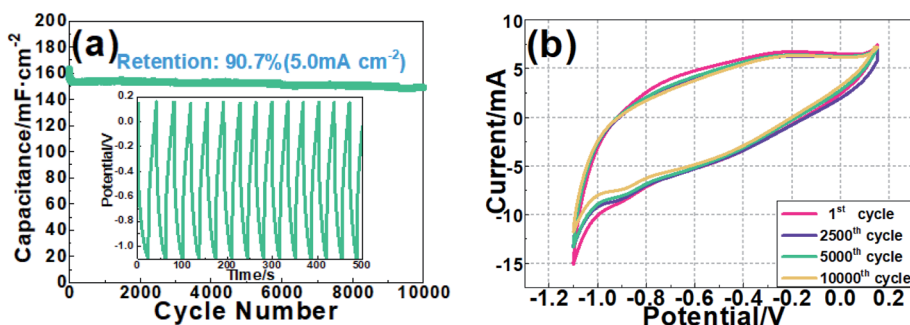 (a)
Retention: 90.7%(5.0mA cm-2)
Capacitance/mF·cm-2
200
180
160
140
120
100
80
60
40
20
0
0 2000 4000 6000 8000 10000
Cycle Number
Potential/V
0.2
0.0
-0.2
-0.4
-0.6
-0.8
-1.0
0 100 200 300 400 500
Time/s
(b)
Current/mA
10
5
0
-5
-10
-15
-1.2 -1.0 -0.8 -0.6 -0.4 -0.2 0.0 0.2
Potential/V
1st cycle
2500th cycle
5000th cycle
10000th cycle